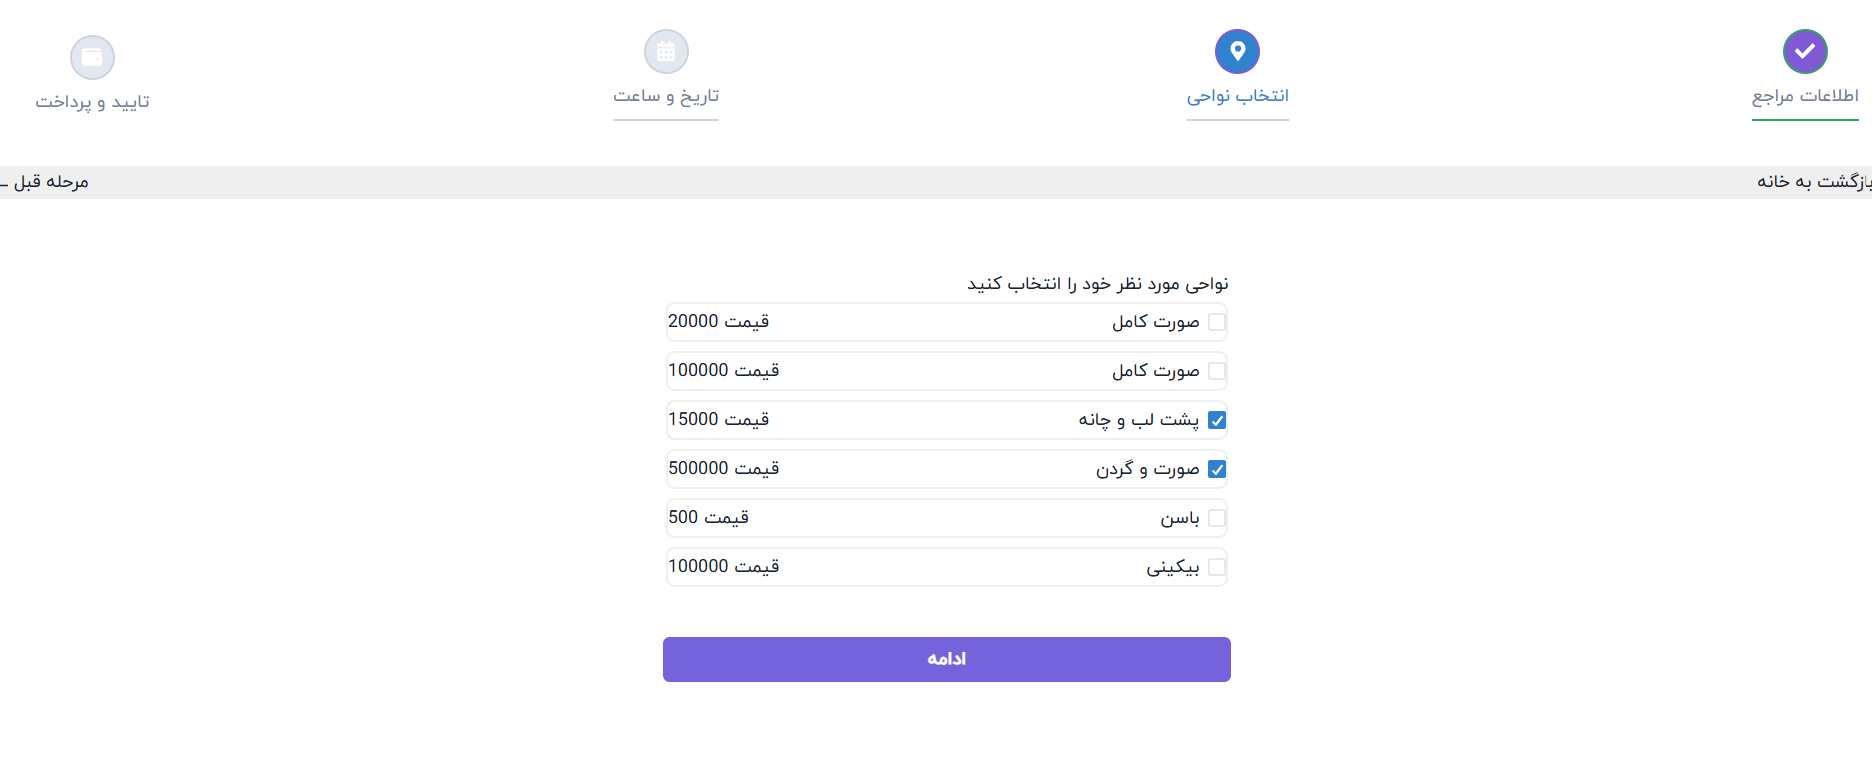 اطلاعات مراجع
انتخاب نواحی
تاریخ و ساعت
تایید و پرداخت
بازگشت به خانه
مرحله قبل
نواحی مورد نظر خود را انتخاب کنید
صورت کامل قیمت 20000
صورت کامل قیمت 100000
پشت لب و چانه قیمت 15000
صورت و گردن قیمت 500000
باسن قیمت 500
بیکینی قیمت 100000
ادامه